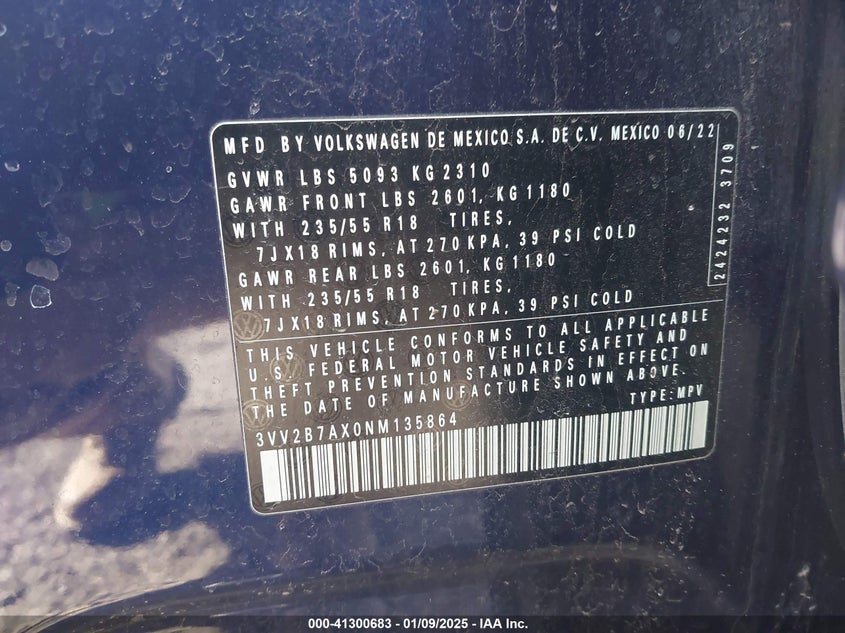 MFD BY VOLKSWAGEN DE MEXICO S.A. DE C.V. MEXICO 06/22
GVWR LBS 5093 KG 2310
GAWR FRONT LBS 2601, KG 1180
WITH 235/55 R18 TIRES,
7JX18 RIMS, AT 270 KPA, 39 PSI COLD
GAWR REAR LBS 2601, KG 1180
WITH 235/55 R18 TIRES,
7JX18 RIMS, AT 270 KPA, 39 PSI COLD
2424232 3709
THIS VEHICLE CONFORMS TO ALL APPLICABLE
U.S. FEDERAL MOTOR VEHICLE SAFETY AND
THEFT PREVENTION STANDARDS IN EFFECT ON
THE DATE OF MANUFACTURE SHOWN ABOVE.
TYPE: MPV
3VV2B7AX0NM135864
000-41300683 / 01/09/2025 - IAA Inc.